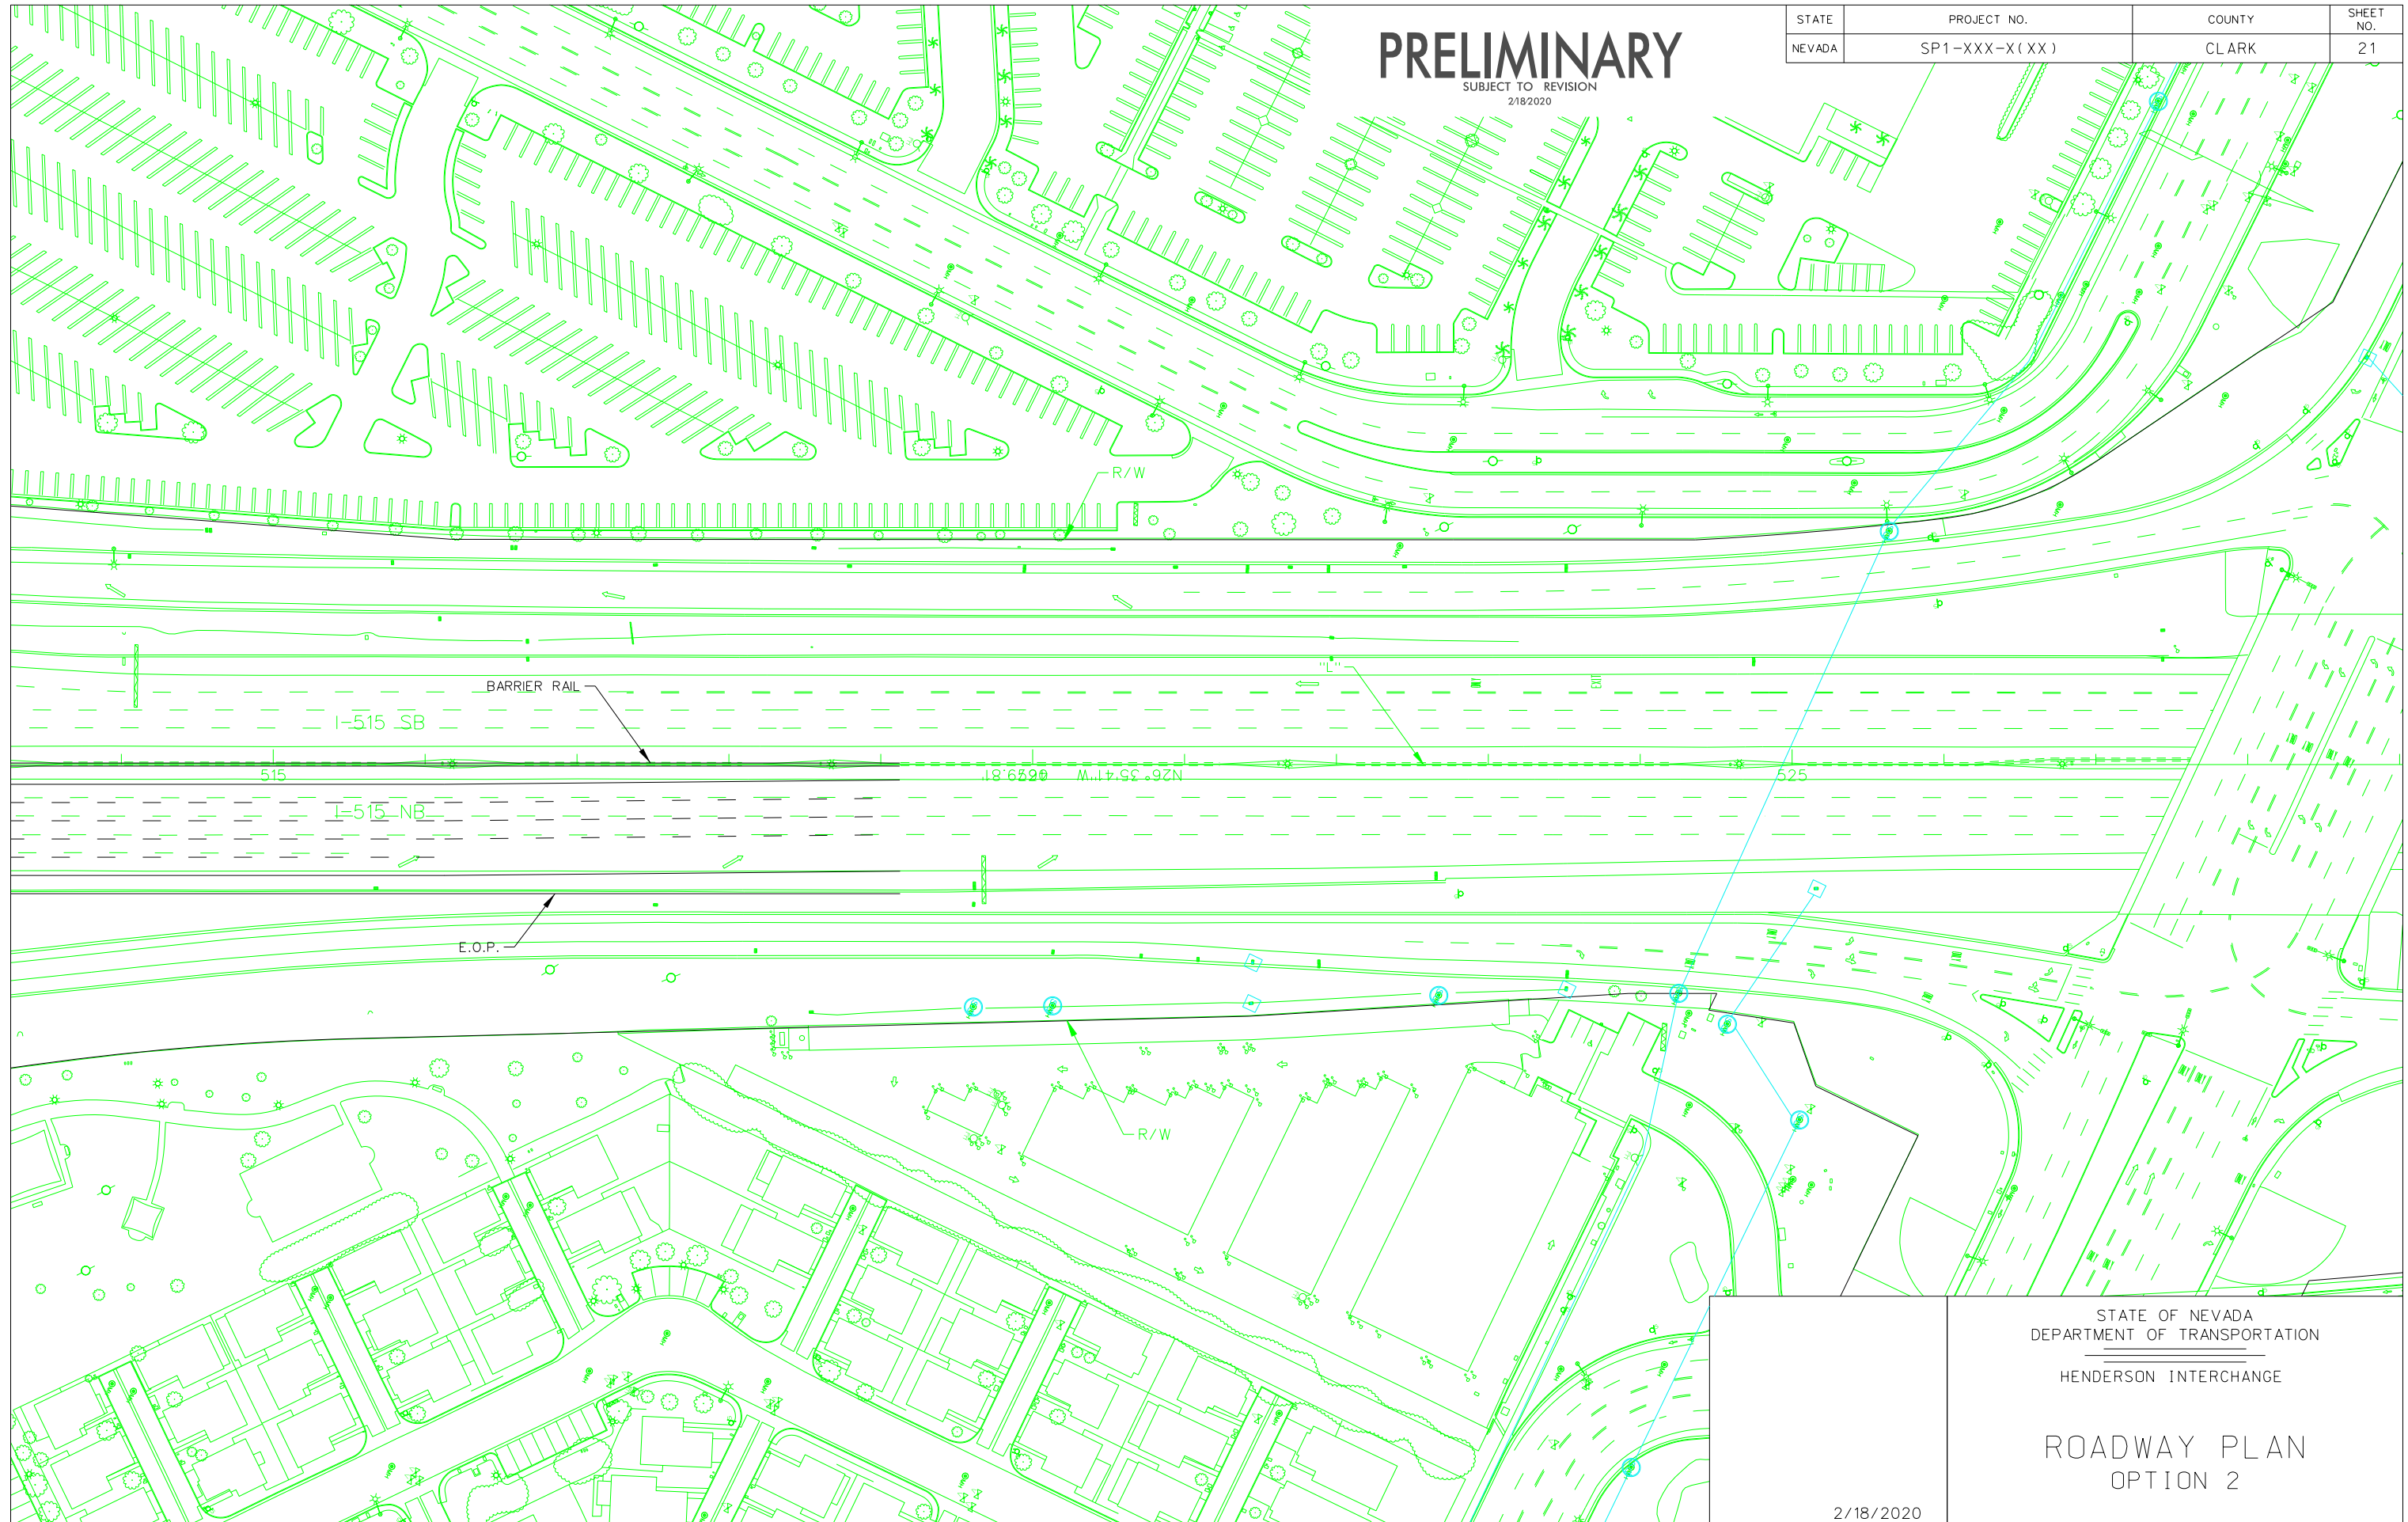 PRELIMINARY
SUBJECT TO REVISION
2/18/2020
STATE PROJECT NO. COUNTY SHEET NO.
NEVADA SP1-XXX-X(XX) CLARK 21
R/W
"L"
BARRIER RAIL
I-515 SB
515
N26°35'41"W
525
I-515 NB
E.O.P.
R/W
STATE OF NEVADA
DEPARTMENT OF TRANSPORTATION
HENDERSON INTERCHANGE
ROADWAY PLAN
OPTION 2
2/18/2020